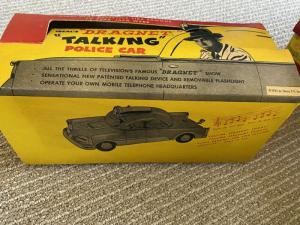 IDEAL'S "DRAGNET"
"TALKING"
POLICE CAR
ALL THE THRILLS OF TELEVISION'S FAMOUS "DRAGNET" SHOW
SENSATIONAL NEW PATENTED TALKING DEVICE AND REMOVABLE FLASHLIGHT
OPERATE YOUR OWN MOBILE TELEPHONE HEADQUARTERS